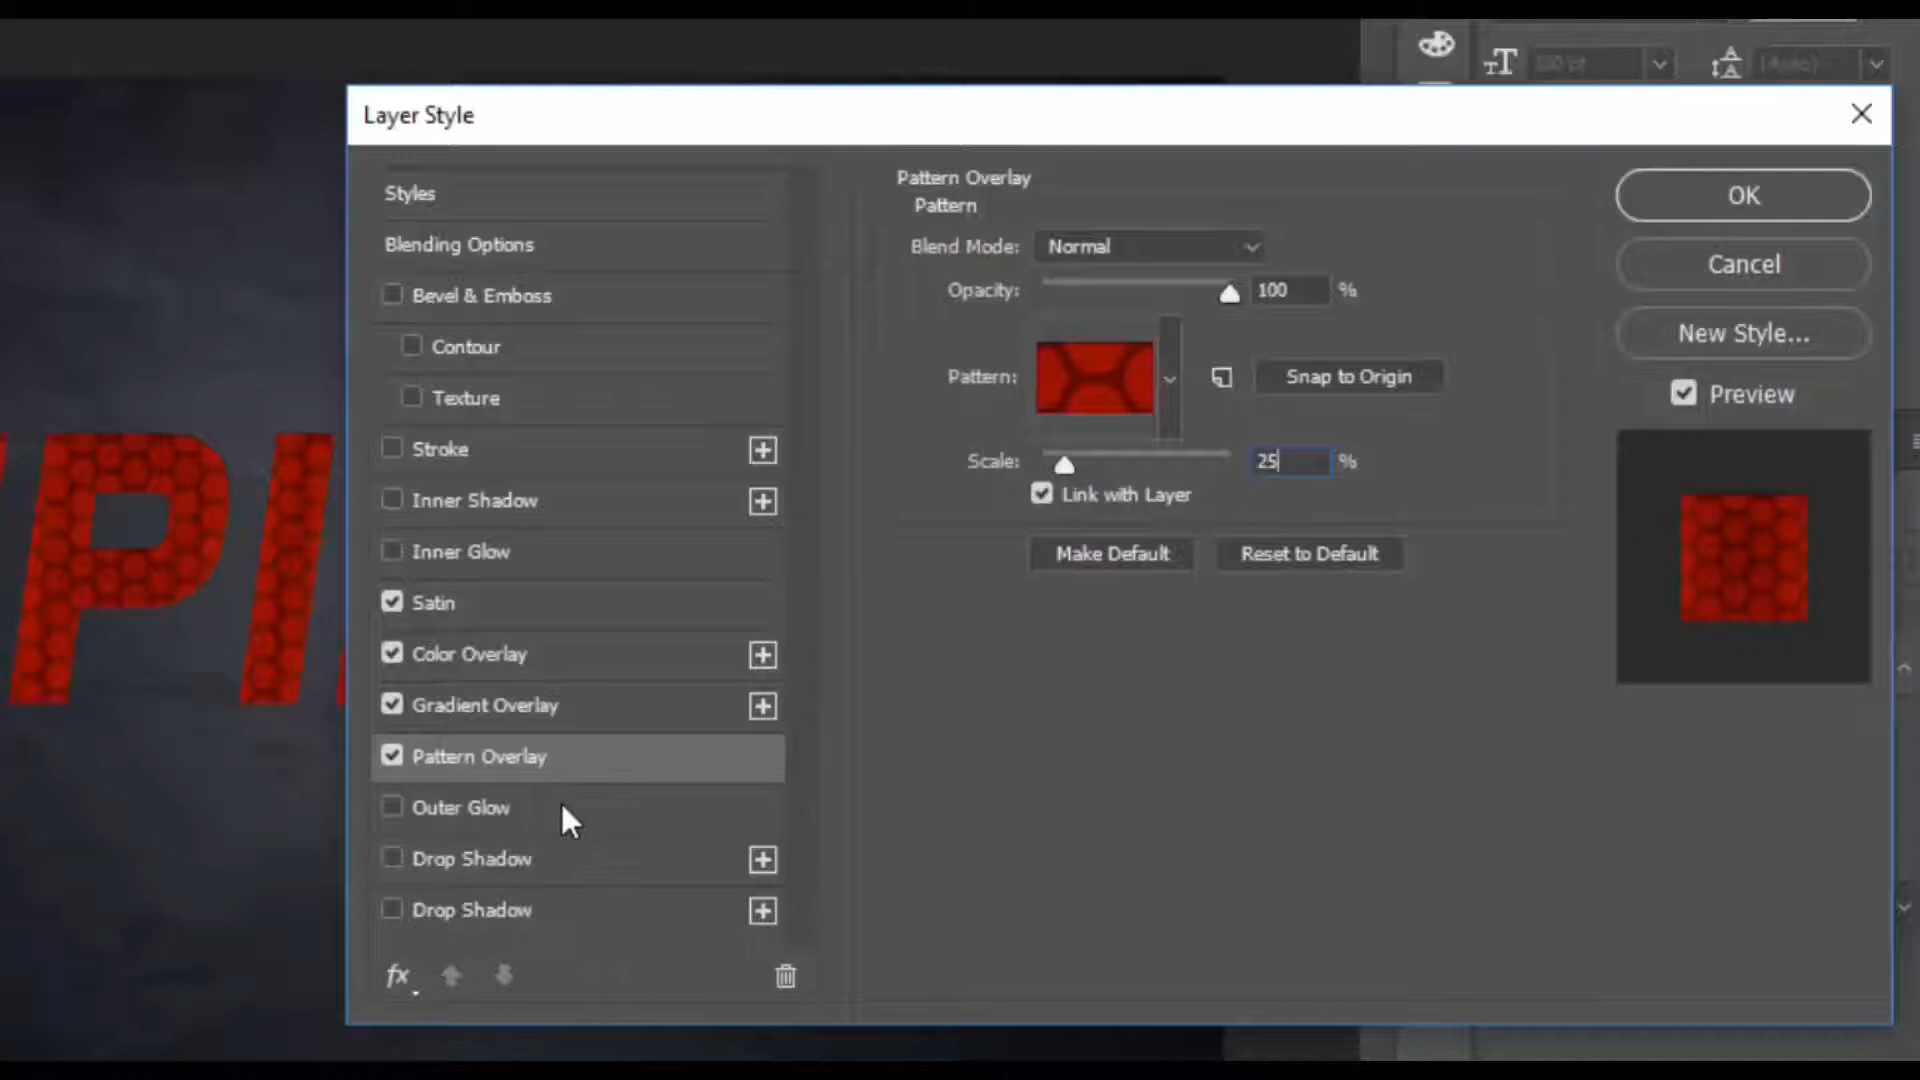 Layer Style
Styles
Blending Options
Bevel & Emboss
Contour
Texture
Stroke
Inner Shadow
Inner Glow
Satin
Color Overlay
Gradient Overlay
Pattern Overlay
Outer Glow
Drop Shadow
Drop Shadow
fx
Pattern Overlay
Pattern
Blend Mode: Normal
Opacity: 100 %
Pattern: Snap to Origin
Scale: 25 %
Link with Layer
Make Default Reset to Default
OK
Cancel
New Style...
Preview
(Auto)
PI